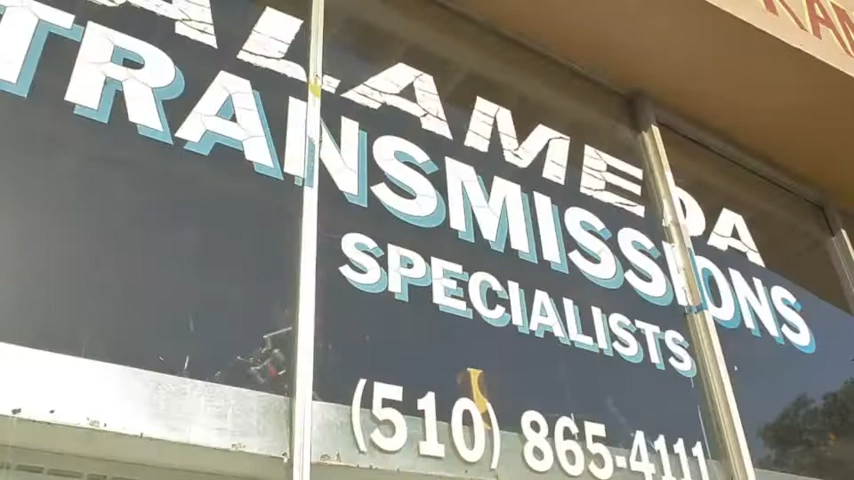 ALAMEDA
TRANSMISSIONS
SPECIALISTS
(510) 865-4111